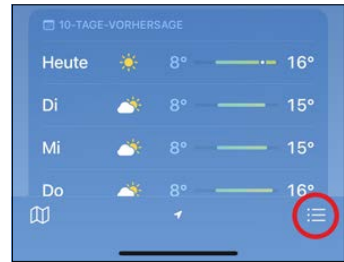 10-TAGE-VORHERSAGE
Heute 8° 16°
Di 8° 15°
Mi 8° 15°
Do 8° 16°